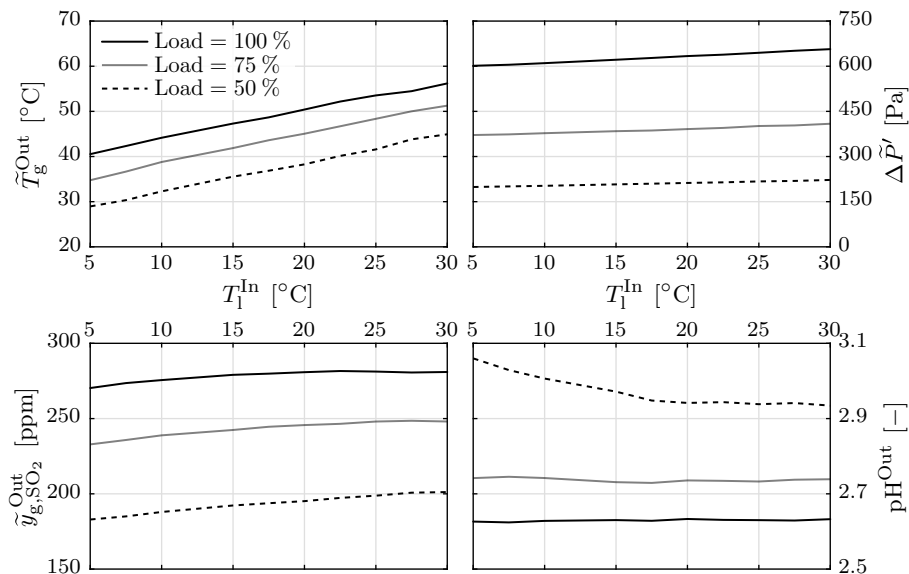 70
60
50
40
30
20
T̃_g^Out [°C]
Load = 100 %
Load = 75 %
Load = 50 %
5 10 15 20 25 30
T_l^In [°C]
750
600
450
300
150
0
ΔP̃′ [Pa]
5 10 15 20 25 30
T_l^In [°C]
5 10 15 20 25 30
300
250
200
150
ỹ_g,SO₂^Out [ppm]
5 10 15 20 25 30
3.1
2.9
2.7
2.5
pH^Out [−]